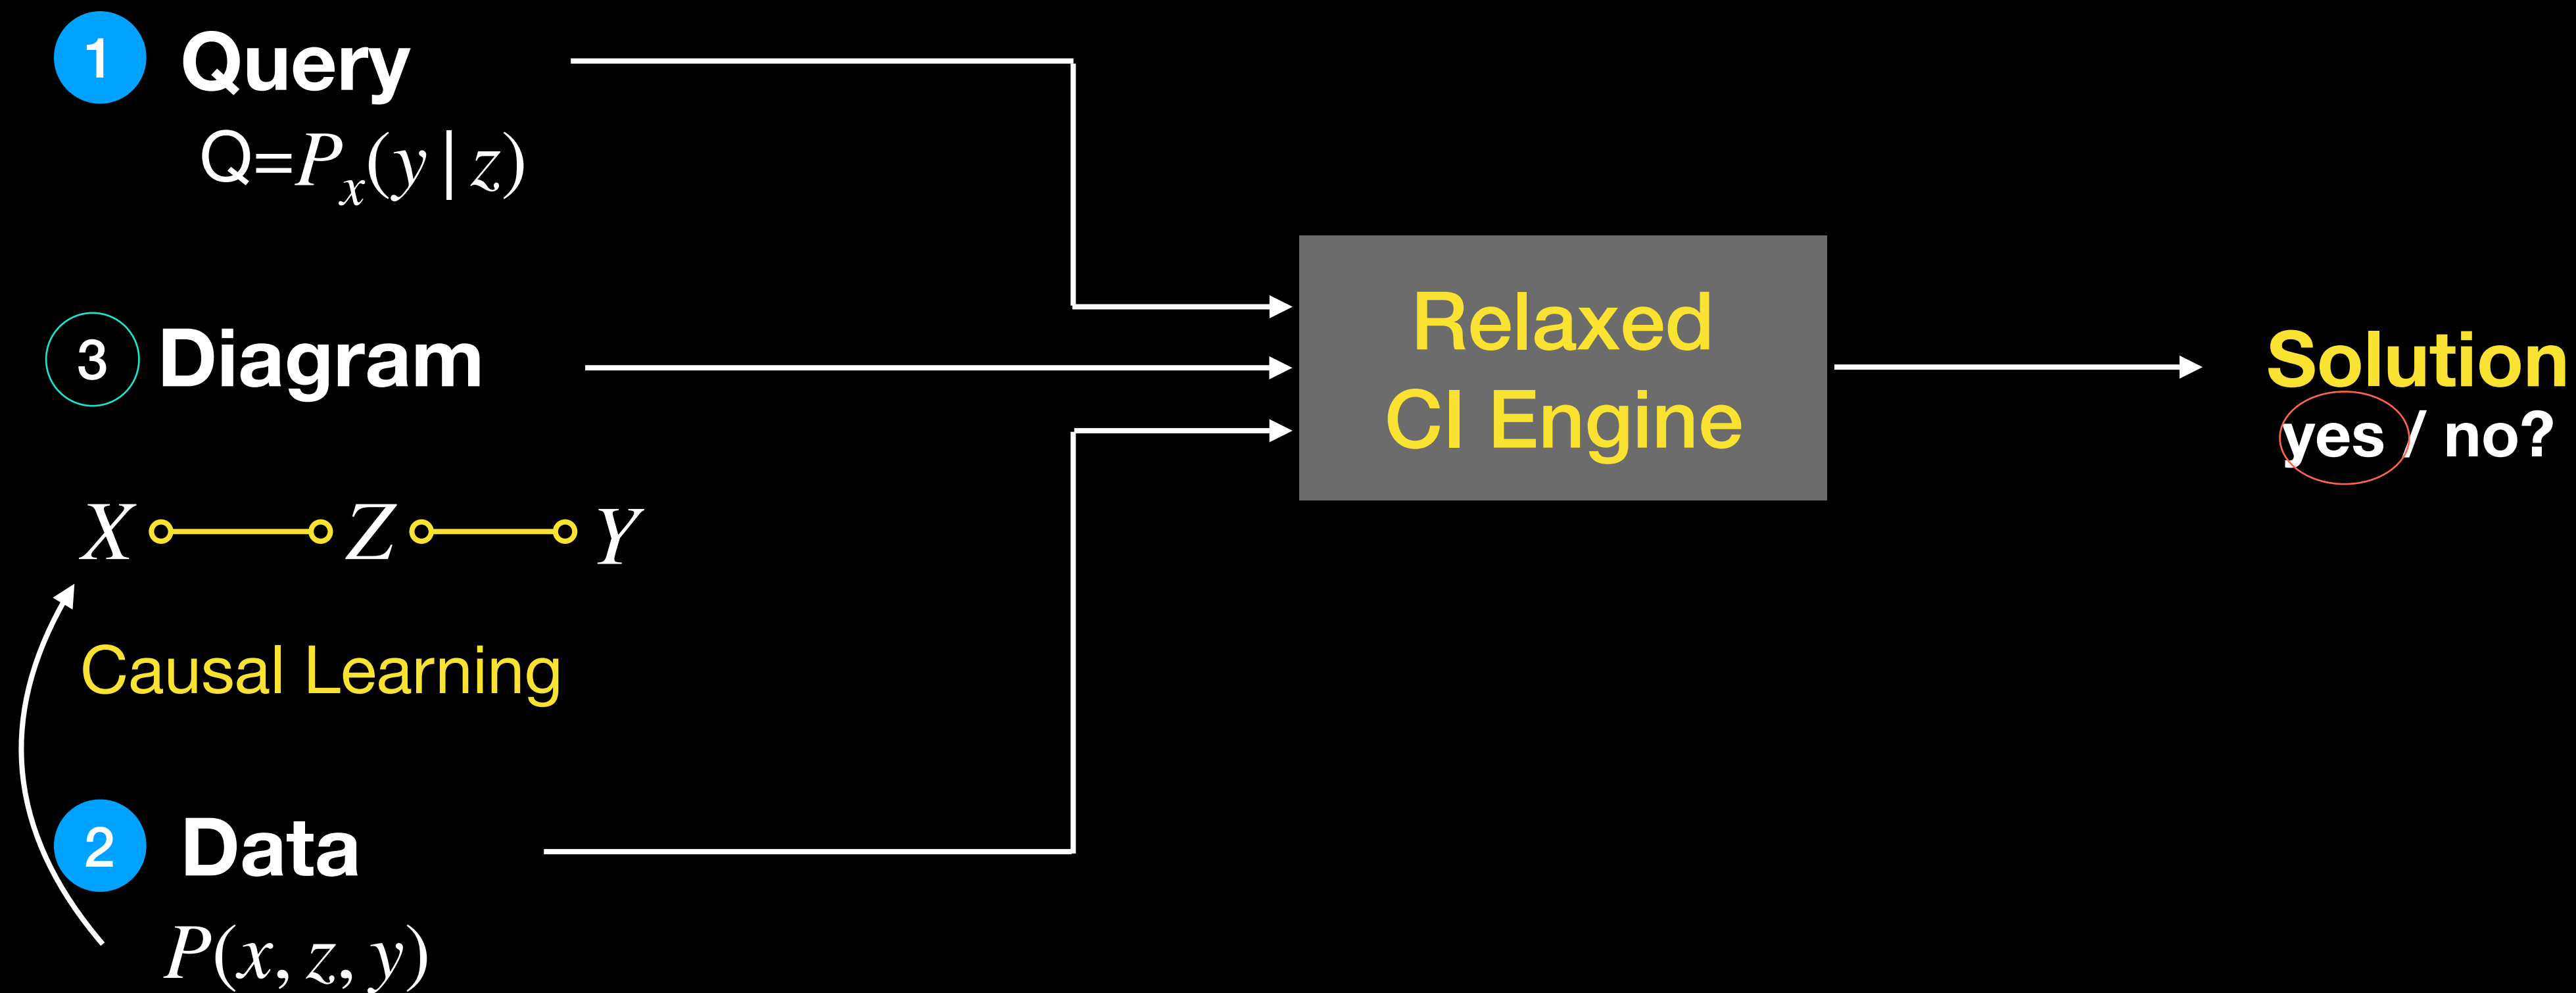 1 Query
Q=P_x(y | z)
3 Diagram
X Z Y
Causal Learning
2 Data
P(x, z, y)
Relaxed
CI Engine
Solution
yes / no?